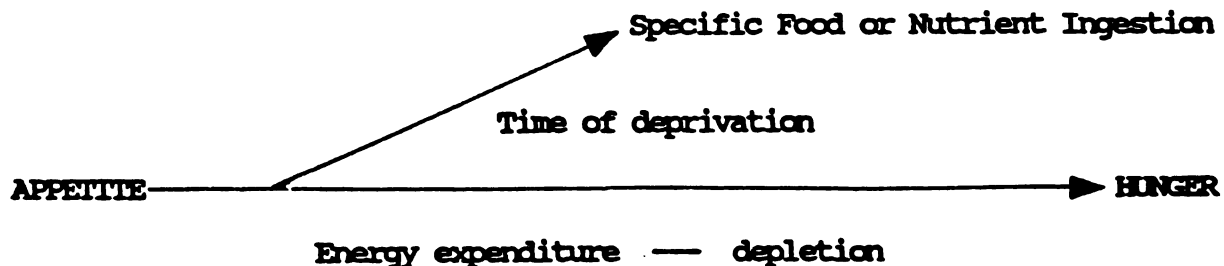 Specific Food or Nutrient Ingestion
Time of deprivation
APPETITE
HUNGER
Energy expenditure — depletion